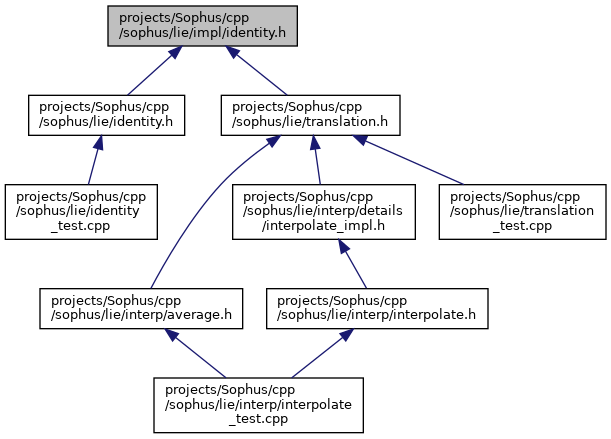 projects/Sophus/cpp
/sophus/lie/impl/identity.h
projects/Sophus/cpp
/sophus/lie/identity.h
projects/Sophus/cpp
/sophus/lie/translation.h
projects/Sophus/cpp
/sophus/lie/identity
_test.cpp
projects/Sophus/cpp
/sophus/lie/interp/details
/interpolate_impl.h
projects/Sophus/cpp
/sophus/lie/translation
_test.cpp
projects/Sophus/cpp
/sophus/lie/interp/average.h
projects/Sophus/cpp
/sophus/lie/interp/interpolate.h
projects/Sophus/cpp
/sophus/lie/interp/interpolate
_test.cpp